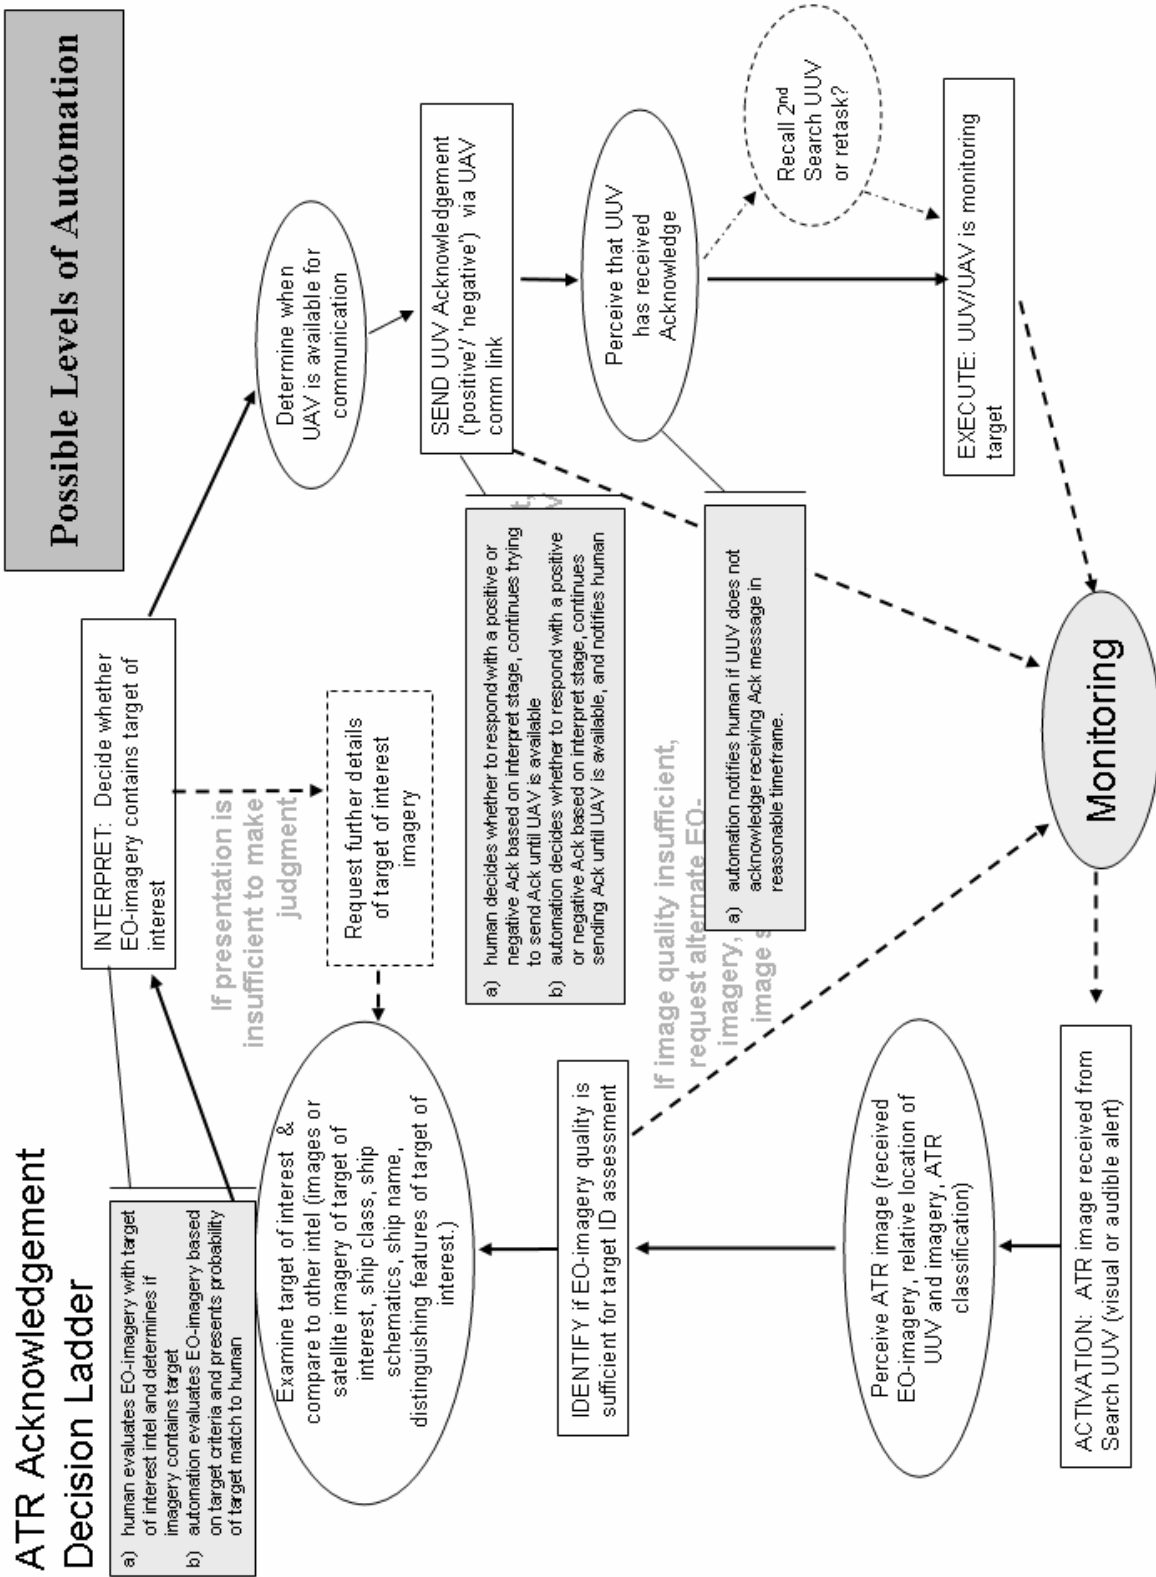 ATR Acknowledgement
Decision Ladder
Possible Levels of Automation
a) human evaluates EO-imagery with target
of interest intel and determines if
imagery contains target
b) automation evaluates EO-imagery based
on target criteria and presents probability
of target match to human
INTERPRET: Decide whether
EO-imagery contains target of
interest
If presentation is
insufficient to make
judgment
Request further details
of target of interest
imagery
Examine target of interest &
compare to other intel (images or
satellite imagery of target of
interest, ship class, ship
schematics, ship name,
distinguishing features of target of
interest.)
IDENTIFY if EO-imagery quality is
sufficient for target ID assessment
If image quality insufficient,
request alternate EO-
imagery,
image
Perceive ATR image (received
EO-imagery, relative location of
UUV and imagery, ATR
classification)
ACTIVATION: ATR image received from
Search UUV (visual or audible alert)
Determine when
UAV is available for
communication
SEND UUV Acknowledgement
('positive'/ 'negative') via UAV
comm link
a) human decides whether to respond with a positive or
negative Ack based on interpret stage, continues trying
to send Ack until UAV is available
b) automation decides whether to respond with a positive
or negative Ack based on interpret stage, continues
sending Ack until UAV is available, and notifies human
Perceive that UUV
has received
Acknowledge
a) automation notifies human if UUV does not
acknowledge receiving Ack message in
reasonable timeframe.
Recall 2nd
Search UUV
or retask?
EXECUTE: UUV/UAV is monitoring
target
Monitoring